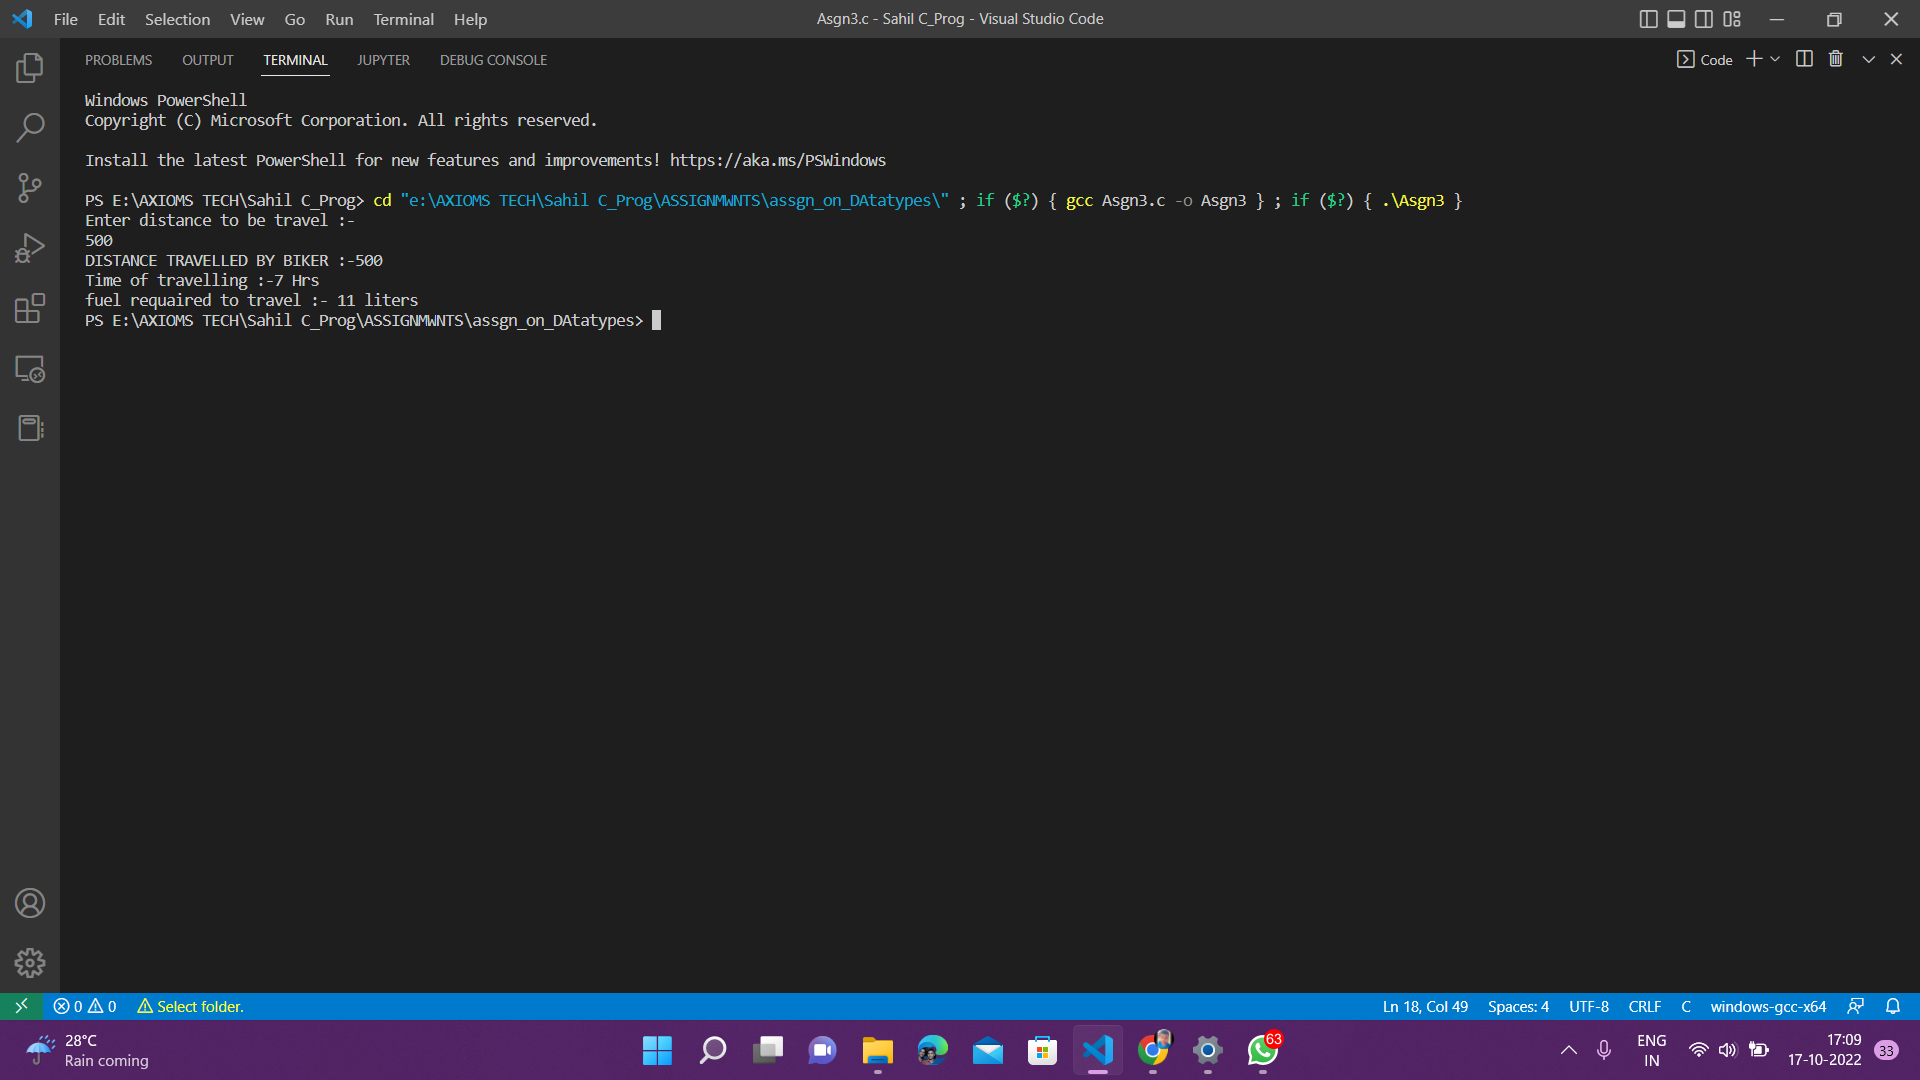 File Edit Selection View Go Run Terminal Help
Asgn3.c - Sahil C_Prog - Visual Studio Code
PROBLEMS OUTPUT TERMINAL JUPYTER DEBUG CONSOLE
Code
Windows PowerShell
Copyright (C) Microsoft Corporation. All rights reserved.
Install the latest PowerShell for new features and improvements! https://aka.ms/PSWindows
PS E:\AXIOMS TECH\Sahil C_Prog> cd "e:\AXIOMS TECH\Sahil C_Prog\ASSIGNMWNTS\assgn_on_DAtatypes\" ; if ($?) { gcc Asgn3.c -o Asgn3 } ; if ($?) { .\Asgn3 }
Enter distance to be travel :-
500
DISTANCE TRAVELLED BY BIKER :-500
Time of travelling :-7 Hrs
fuel requaired to travel :- 11 liters
PS E:\AXIOMS TECH\Sahil C_Prog\ASSIGNMWNTS\assgn_on_DAtatypes>
0 0 Select folder.
Ln 18, Col 49 Spaces: 4 UTF-8 CRLF C windows-gcc-x64
28°C
Rain coming
63
ENG
IN
17:09
17-10-2022
33